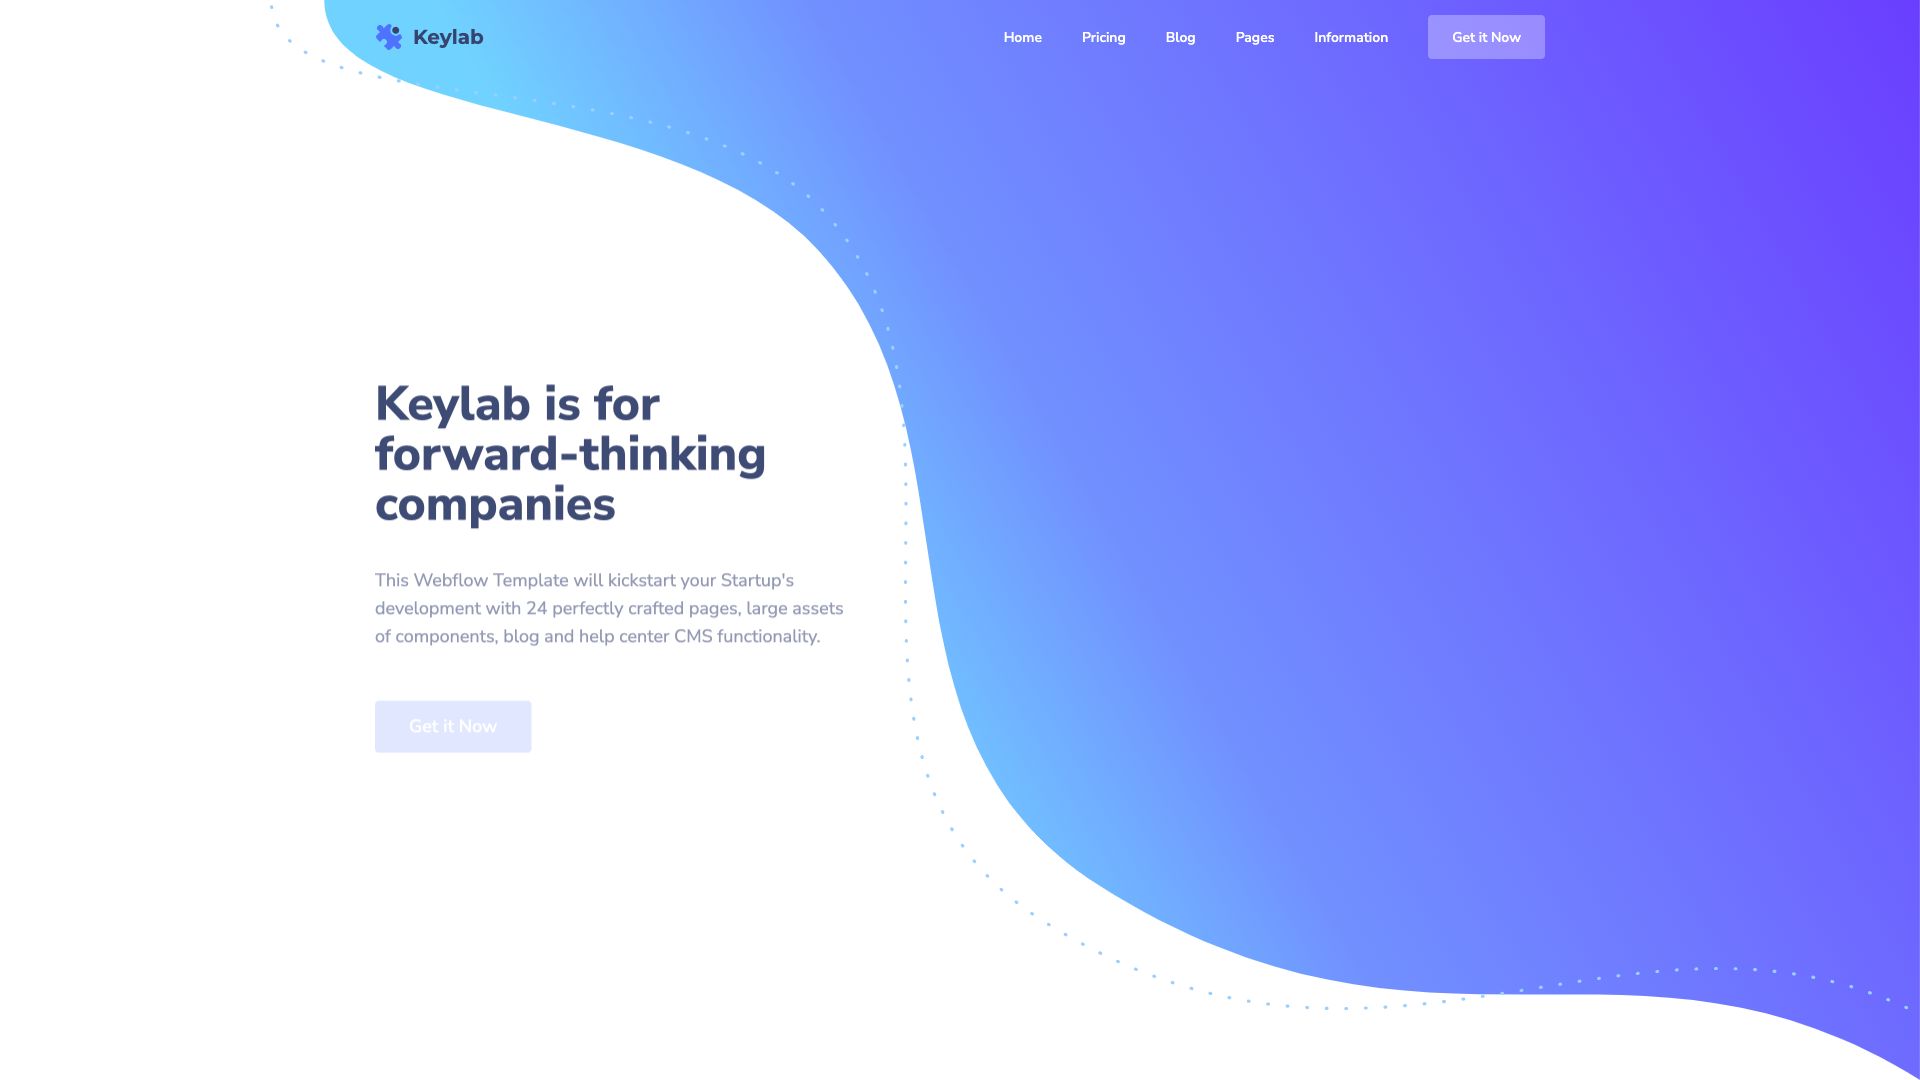 Keylab
Home
Pricing
Blog
Pages
Information
Get it Now
Keylab is for
forward-thinking
companies
This Webflow Template will kickstart your Startup's
development with 24 perfectly crafted pages, large assets
of components, blog and help center CMS functionality.
Get it Now